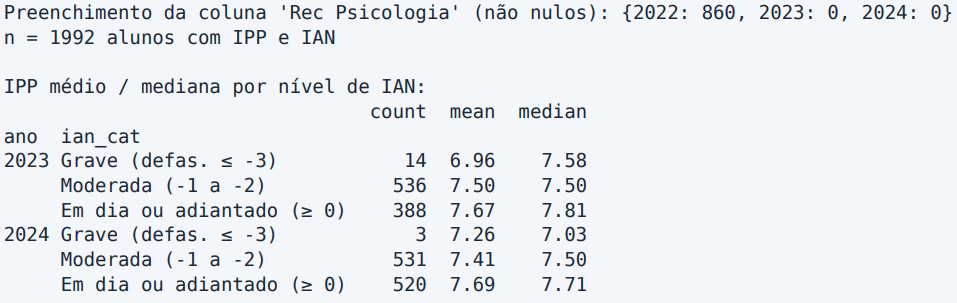 Preenchimento da coluna 'Rec Psicologia' (não nulos): {2022: 860, 2023: 0, 2024: 0}
n = 1992 alunos com IPP e IAN

IPP médio / mediana por nível de IAN:
                               count  mean  median
ano  ian_cat
2023 Grave (defas. ≤ -3)          14  6.96    7.58
     Moderada (-1 a -2)          536  7.50    7.50
     Em dia ou adiantado (≥ 0)   388  7.67    7.81
2024 Grave (defas. ≤ -3)           3  7.26    7.03
     Moderada (-1 a -2)          531  7.41    7.50
     Em dia ou adiantado (≥ 0)   520  7.69    7.71